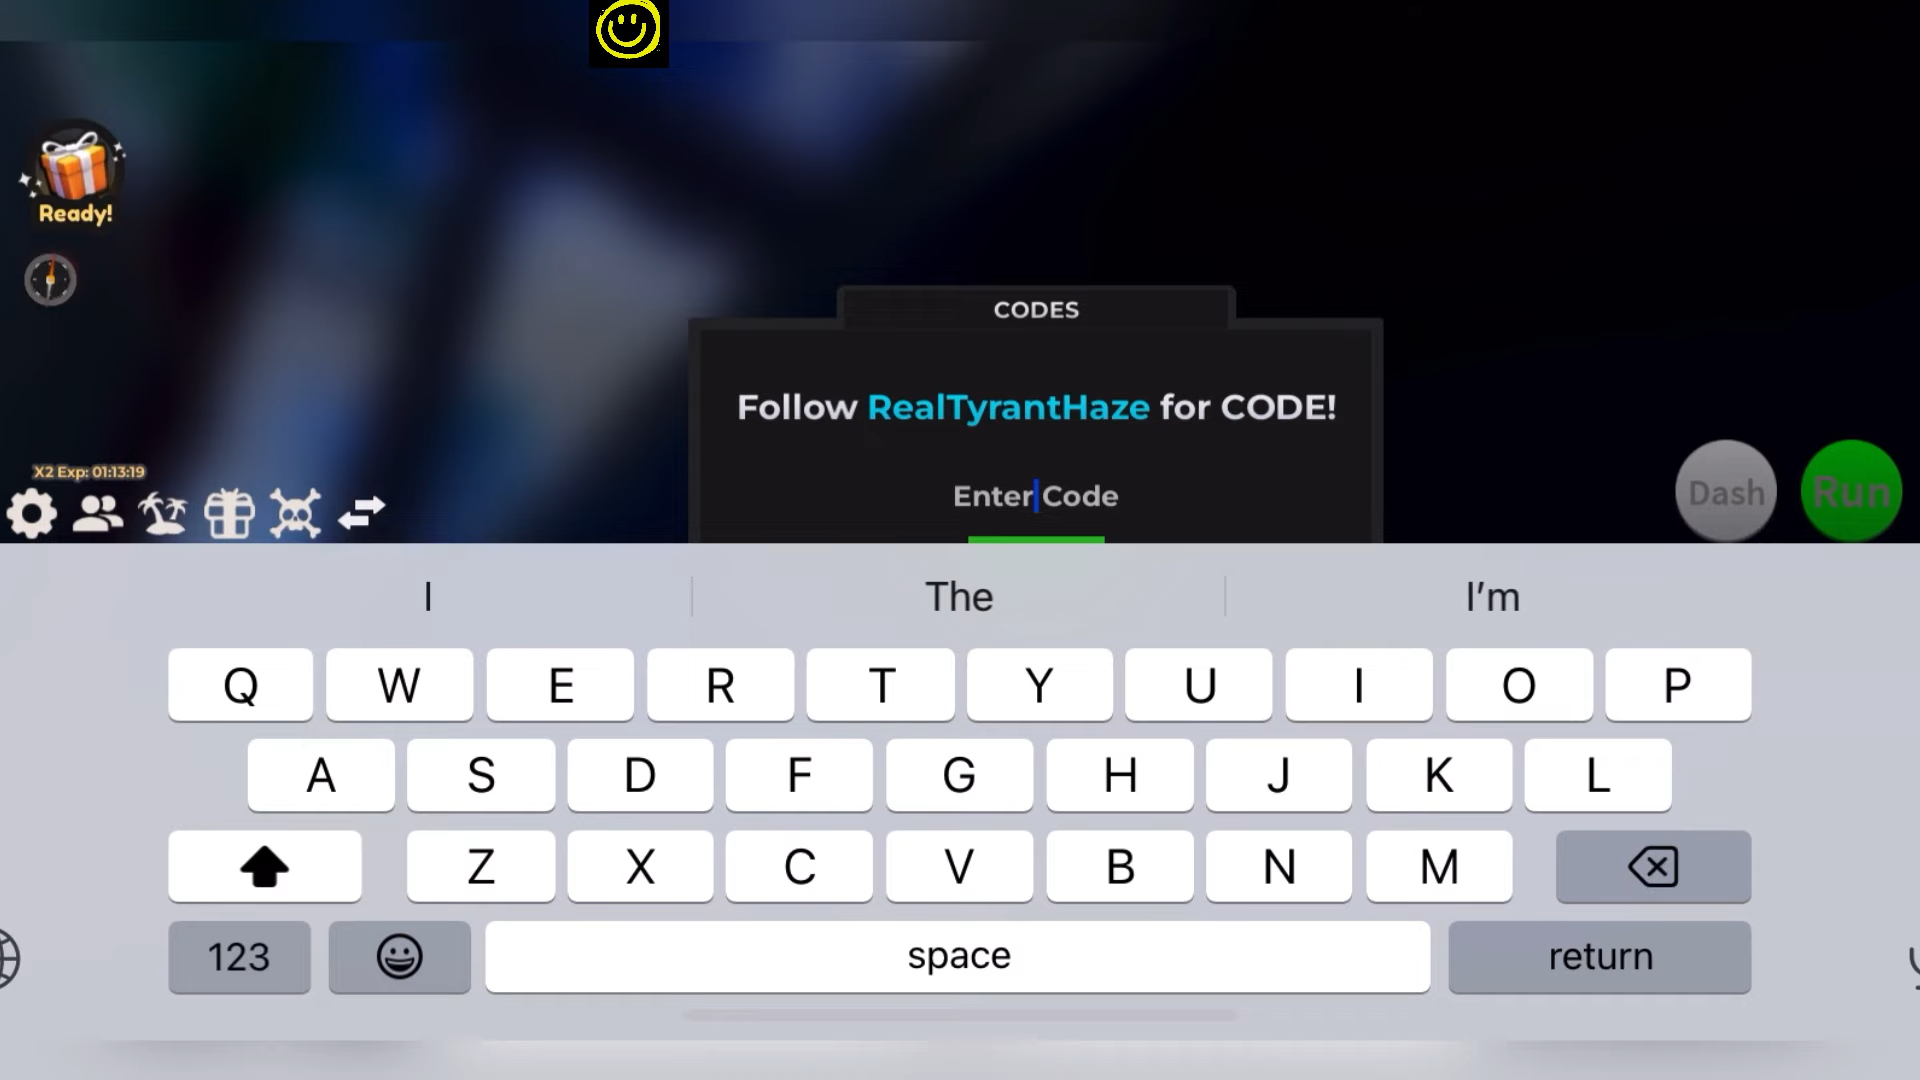 Ready!
CODES
Follow RealTyrantHaze for CODE!
Enter Code
X2 Exp: 01:13:19
Dash
Run
I
The
I’m
Q W E R T Y U I O P
A S D F G H J K L
Z X C V B N M
123
space
return